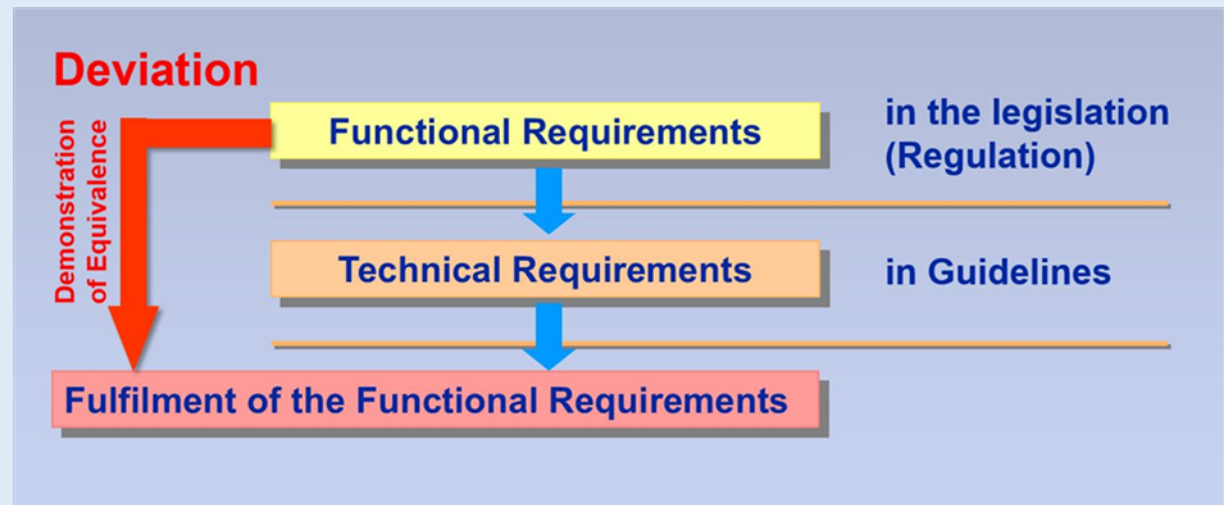 Deviation
Demonstration
of Equivalence
Functional Requirements
in the legislation
(Regulation)
Technical Requirements
in Guidelines
Fulfilment of the Functional Requirements